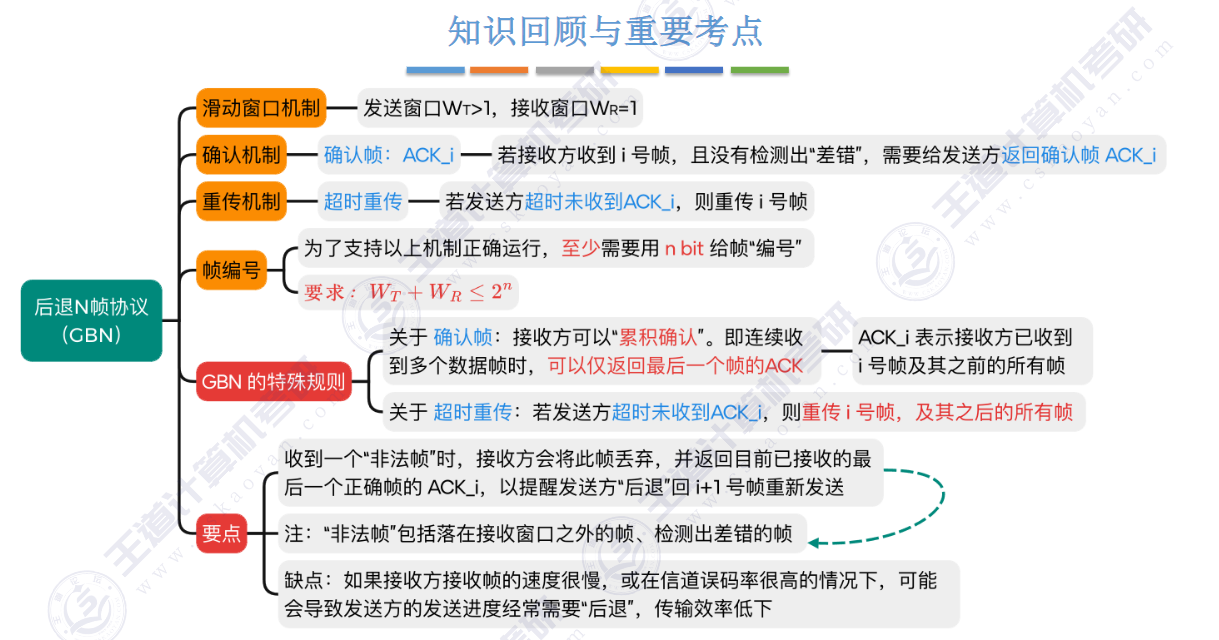 知识回顾与重要考点
滑动窗口机制
发送窗口WT>1，接收窗口WR=1
确认机制
确认帧：ACK_i
若接收方收到 i 号帧，且没有检测出“差错”，需要给发送方返回确认帧 ACK_i
重传机制
超时重传
若发送方超时未收到ACK_i，则重传 i 号帧
帧编号
为了支持以上机制正确运行，至少需要用 n bit 给帧“编号”
要求：W_T + W_R ≤ 2^n
后退N帧协议
（GBN）
GBN 的特殊规则
关于 确认帧：接收方可以“累积确认”。即连续收
到多个数据帧时，可以仅返回最后一个帧的ACK
ACK_i 表示接收方已收到
i 号帧及其之前的所有帧
关于 超时重传：若发送方超时未收到ACK_i，则重传 i 号帧，及其之后的所有帧
要点
收到一个“非法帧”时，接收方会将此帧丢弃，并返回目前已接收的最
后一个正确帧的 ACK_i，以提醒发送方“后退”回 i+1 号帧重新发送
注：“非法帧”包括落在接收窗口之外的帧、检测出差错的帧
缺点：如果接收方接收帧的速度很慢，或在信道误码率很高的情况下，可能
会导致发送方的发送进度经常需要“后退”，传输效率低下
王道计算机考研
www.cskaoyan.com